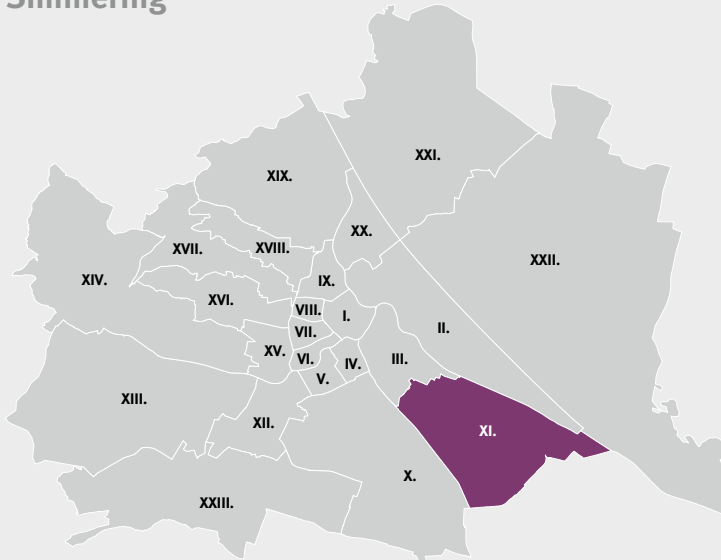 Simmering
XXI.
XIX.
XX.
XVII.
XVIII.
XXII.
XIV.
IX.
XVI.
VIII.
I.
II.
VII.
XV.
VI.
IV.
III.
V.
XIII.
XII.
XI.
X.
XXIII.